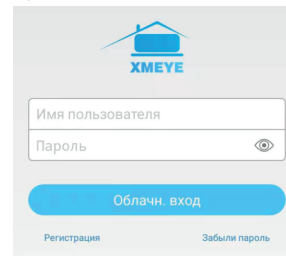 XMEYE
Имя пользователя
Пароль
Облачн. вход
Регистрация
Забыли пароль